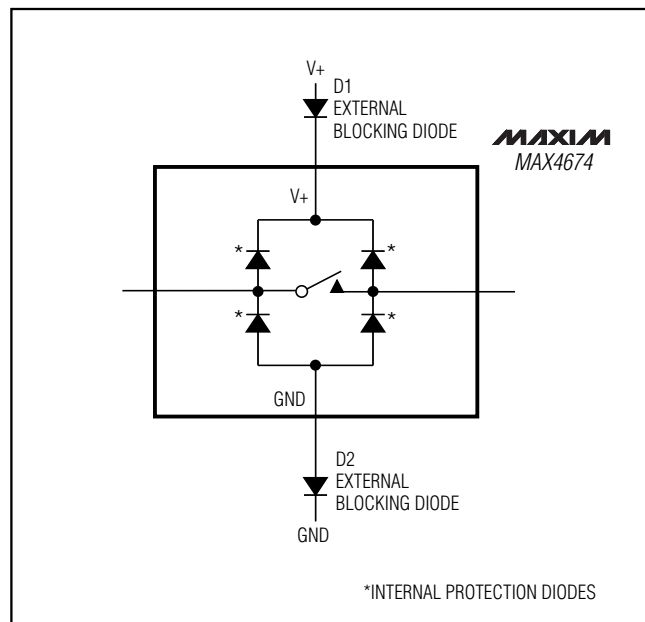 V+
D1
EXTERNAL
BLOCKING DIODE
MAXIM
MAX4674
V+
*
*
*
*
GND
D2
EXTERNAL
BLOCKING DIODE
GND
*INTERNAL PROTECTION DIODES